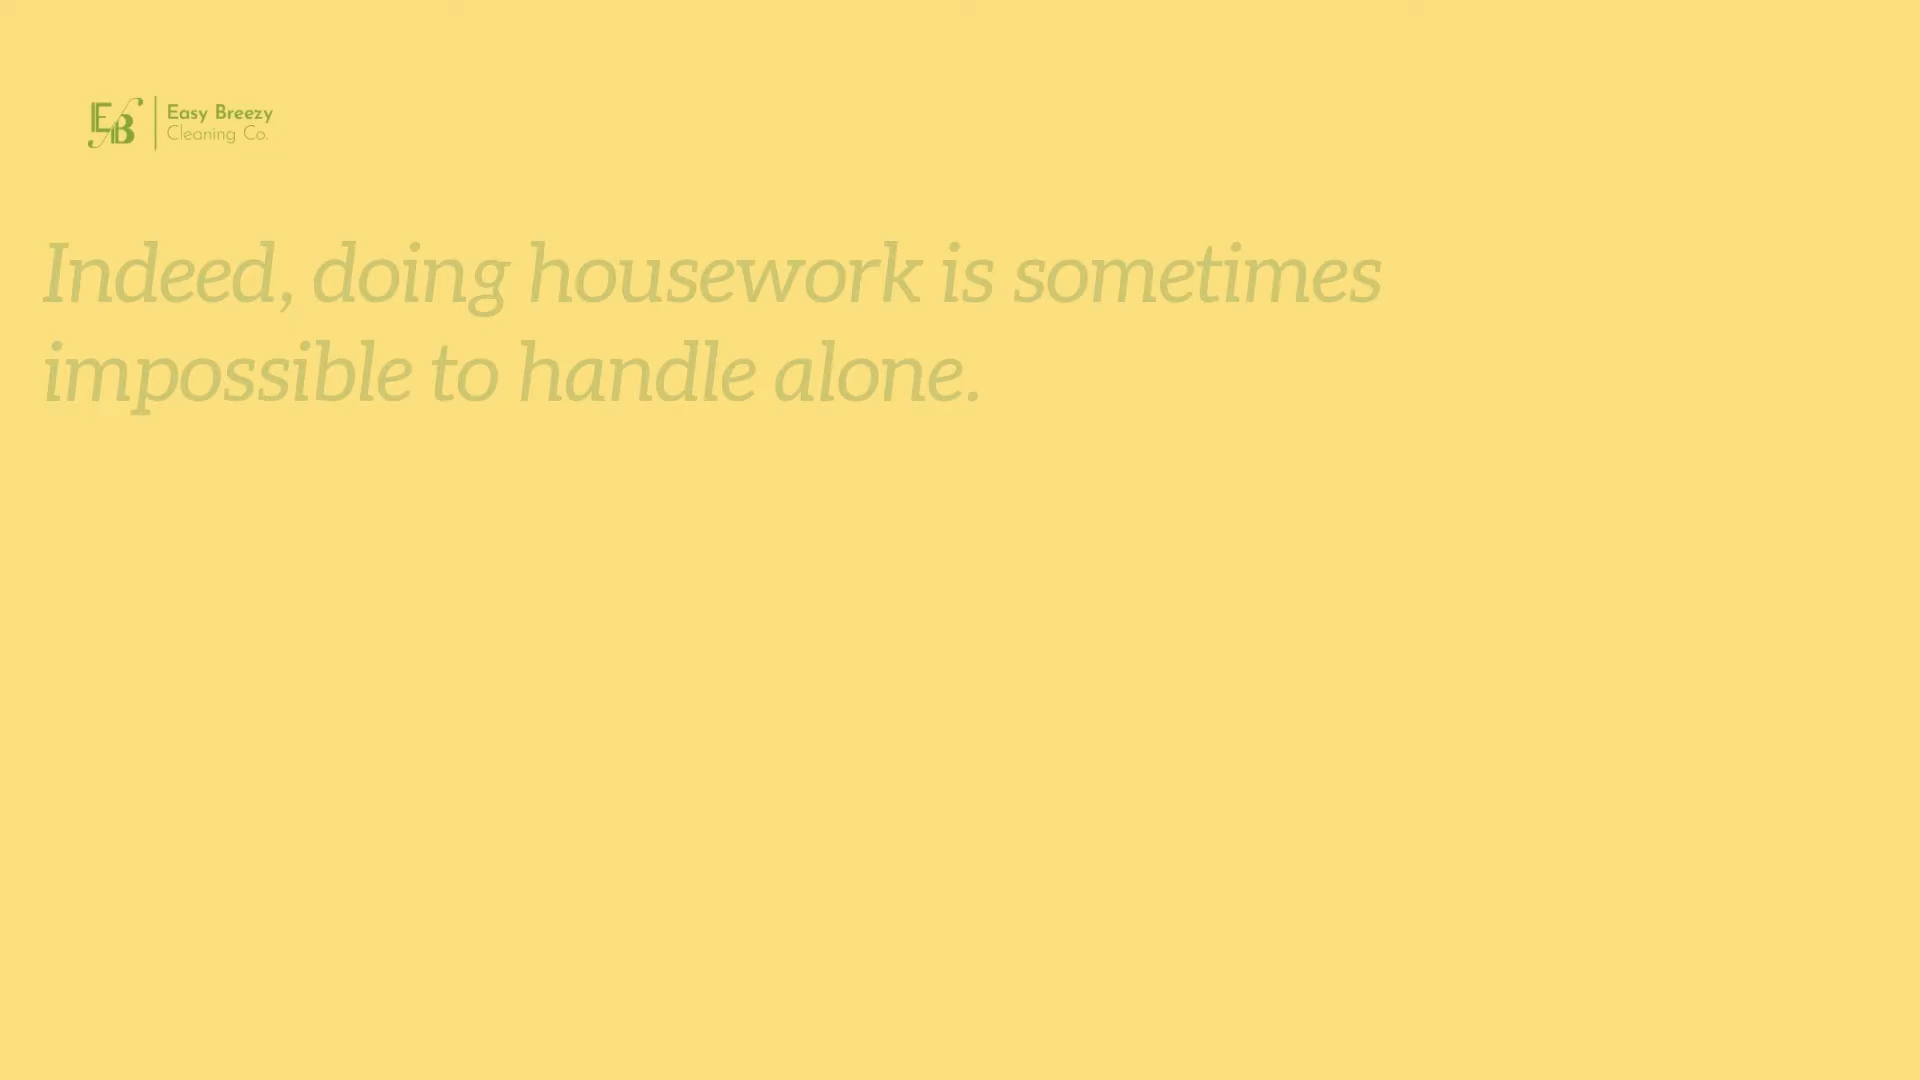 EB
Easy Breezy
Cleaning Co.
Indeed, doing housework is sometimes
impossible to handle alone.